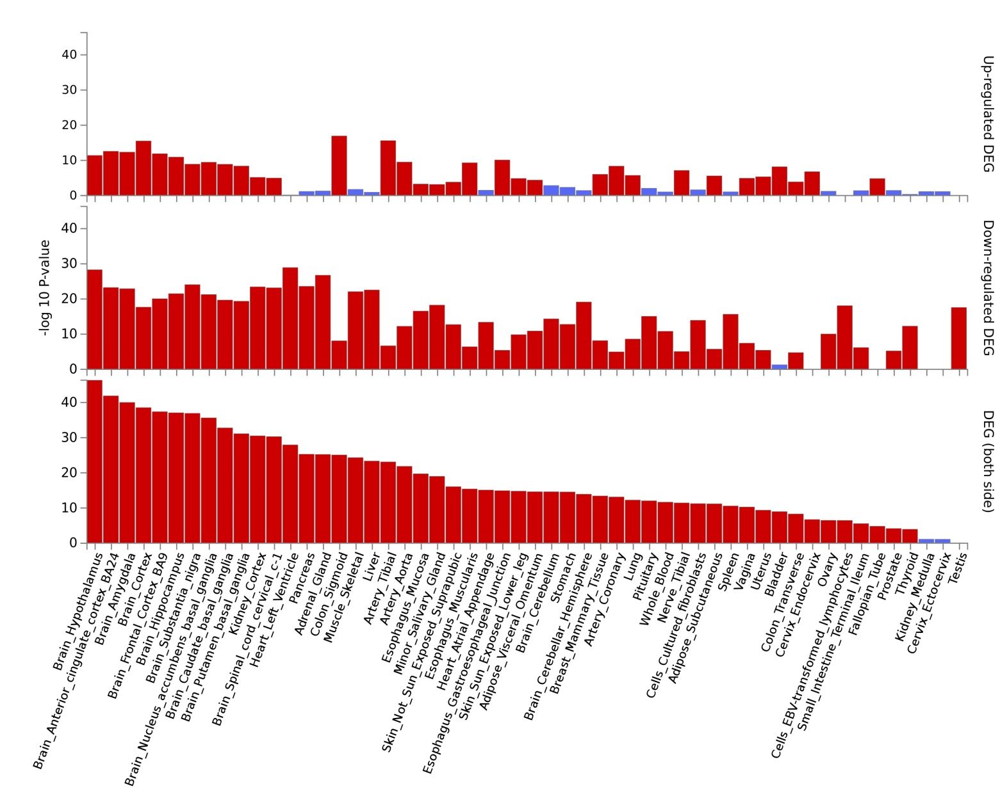 40
30
20
10
0
Up-regulated DEG
40
30
20
10
0
Down-regulated DEG
-log 10 P-value
40
30
20
10
0
DEG (both side)
Brain_Hypothalamus
Brain_Anterior_cingulate_cortex_BA24
Brain_Amygdala
Brain_Cortex
Brain_Frontal_Cortex_BA9
Brain_Hippocampus
Brain_Substantia_nigra
Brain_Nucleus_accumbens_basal_ganglia
Brain_Caudate_basal_ganglia
Brain_Putamen_basal_ganglia
Kidney_Cortex
Brain_Spinal_cord_cervical_c-1
Heart_Left_Ventricle
Pancreas
Adrenal_Gland
Colon_Sigmoid
Muscle_Skeletal
Liver
Artery_Tibial
Artery_Aorta
Esophagus_Mucosa
Minor_Salivary_Gland
Skin_Not_Sun_Exposed_Suprapubic
Esophagus_Muscularis
Heart_Atrial_Appendage
Esophagus_Gastroesophageal_Junction
Skin_Sun_Exposed_Lower_leg
Adipose_Visceral_Omentum
Brain_Cerebellum
Stomach
Brain_Cerebellar_Hemisphere
Breast_Mammary_Tissue
Artery_Coronary
Lung
Pituitary
Whole_Blood
Nerve_Tibial
Cells_Cultured_fibroblasts
Adipose_Subcutaneous
Spleen
Vagina
Uterus
Bladder
Colon_Transverse
Cervix_Endocervix
Ovary
Cells_EBV-transformed_lymphocytes
Small_Intestine_Terminal_Ileum
Fallopian_Tube
Prostate
Thyroid
Kidney_Medulla
Cervix_Ectocervix
Testis